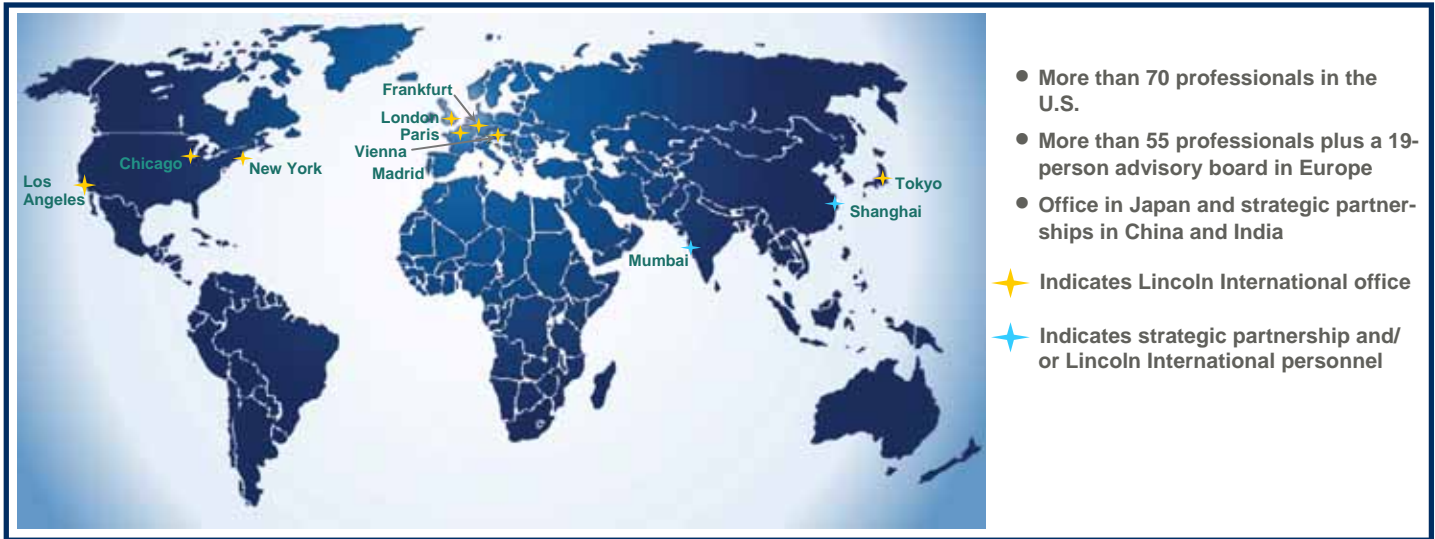 Frankfurt
London
Paris
Vienna
Madrid
Chicago
New York
Los
Angeles
Tokyo
Shanghai
Mumbai
• More than 70 professionals in the
U.S.
• More than 55 professionals plus a 19-
person advisory board in Europe
• Office in Japan and strategic partner-
ships in China and India
Indicates Lincoln International office
Indicates strategic partnership and/
or Lincoln International personnel